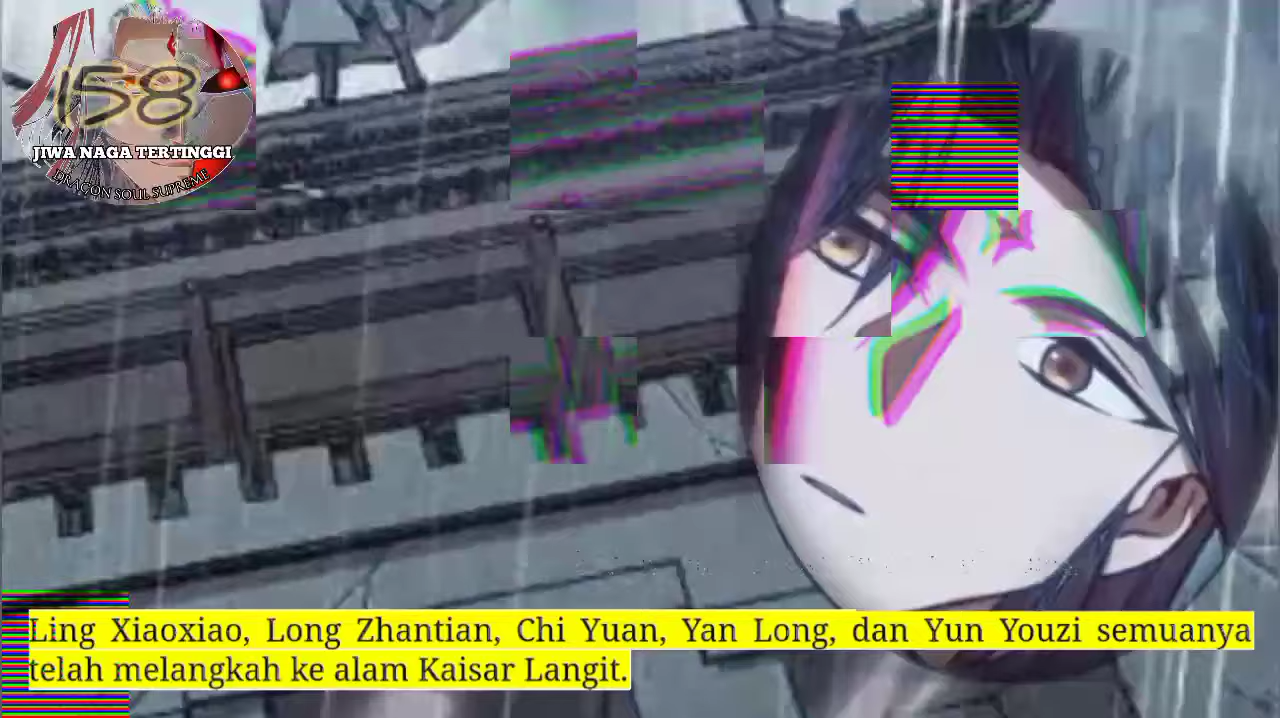 158
JIWA NAGA TERTINGGI
DRAGON SOUL SUPREME
Ling Xiaoxiao, Long Zhantian, Chi Yuan, Yan Long, dan Yun Youzi semuanya
telah melangkah ke alam Kaisar Langit.